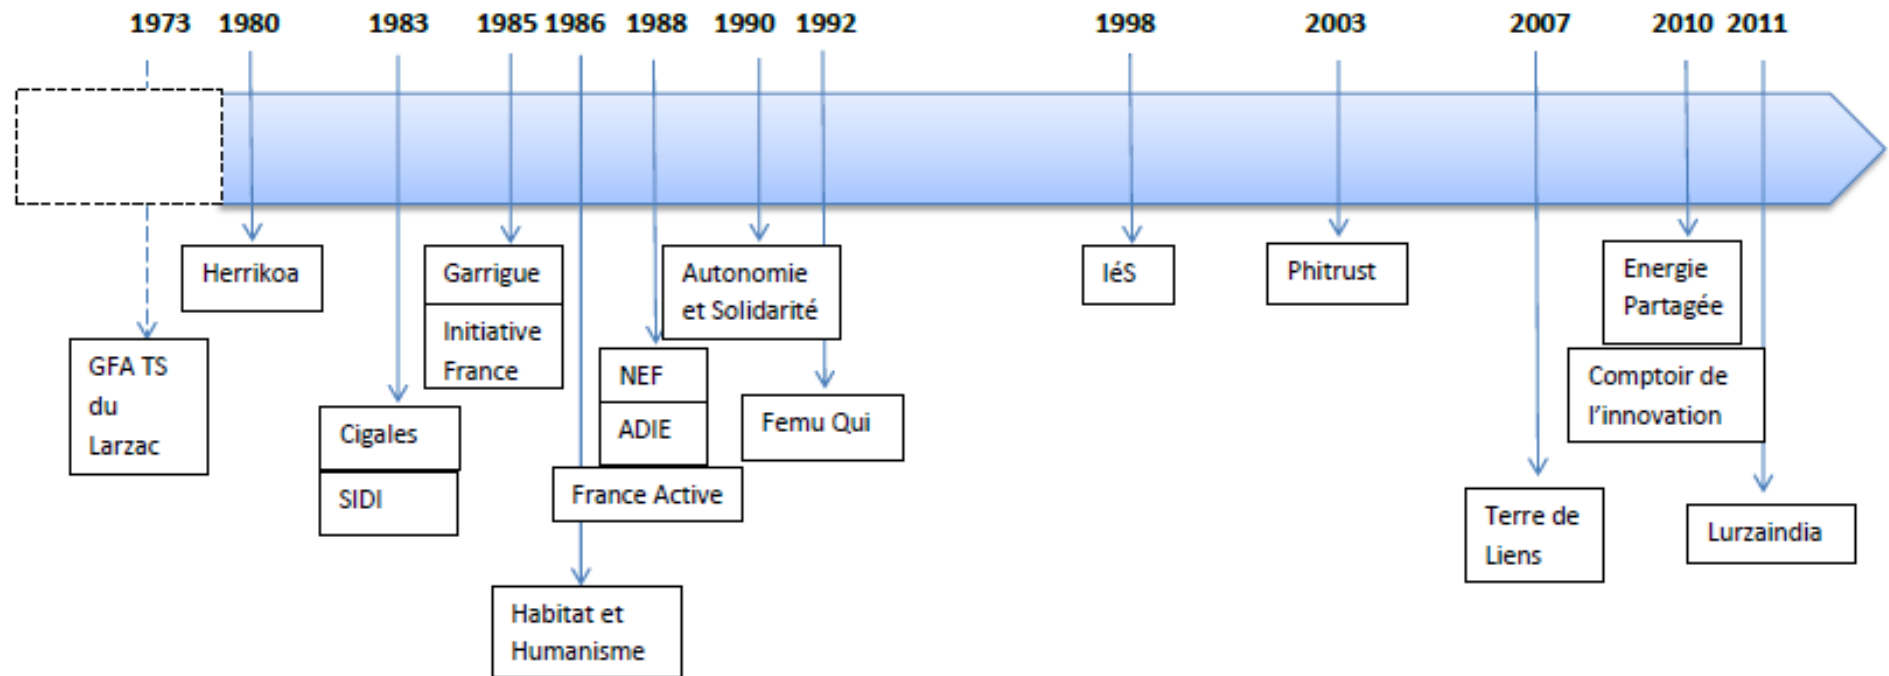 1973 1980 1983 1985 1986 1988 1990 1992 1998 2003 2007 2010 2011
GFA TS
du
Larzac
Herrikoa
Cigales
SIDI
Garrigue
Initiative
France
Habitat et
Humanisme
NEF
ADIE
France Active
Autonomie
et Solidarité
Femu Qui
IéS
Phitrust
Terre de
Liens
Energie
Partagée
Comptoir de
l'innovation
Lurzaindia